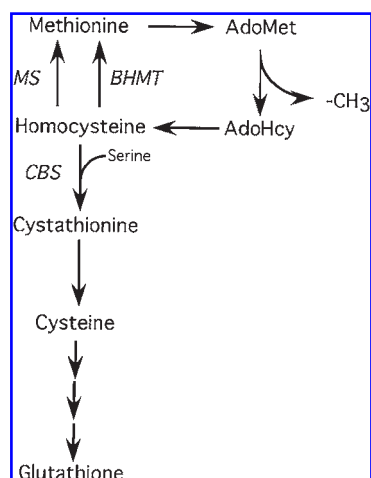 Methionine AdoMet
MS BHMT
-CH3
Homocysteine AdoHcy
Serine
CBS
Cystathionine
Cysteine
Glutathione